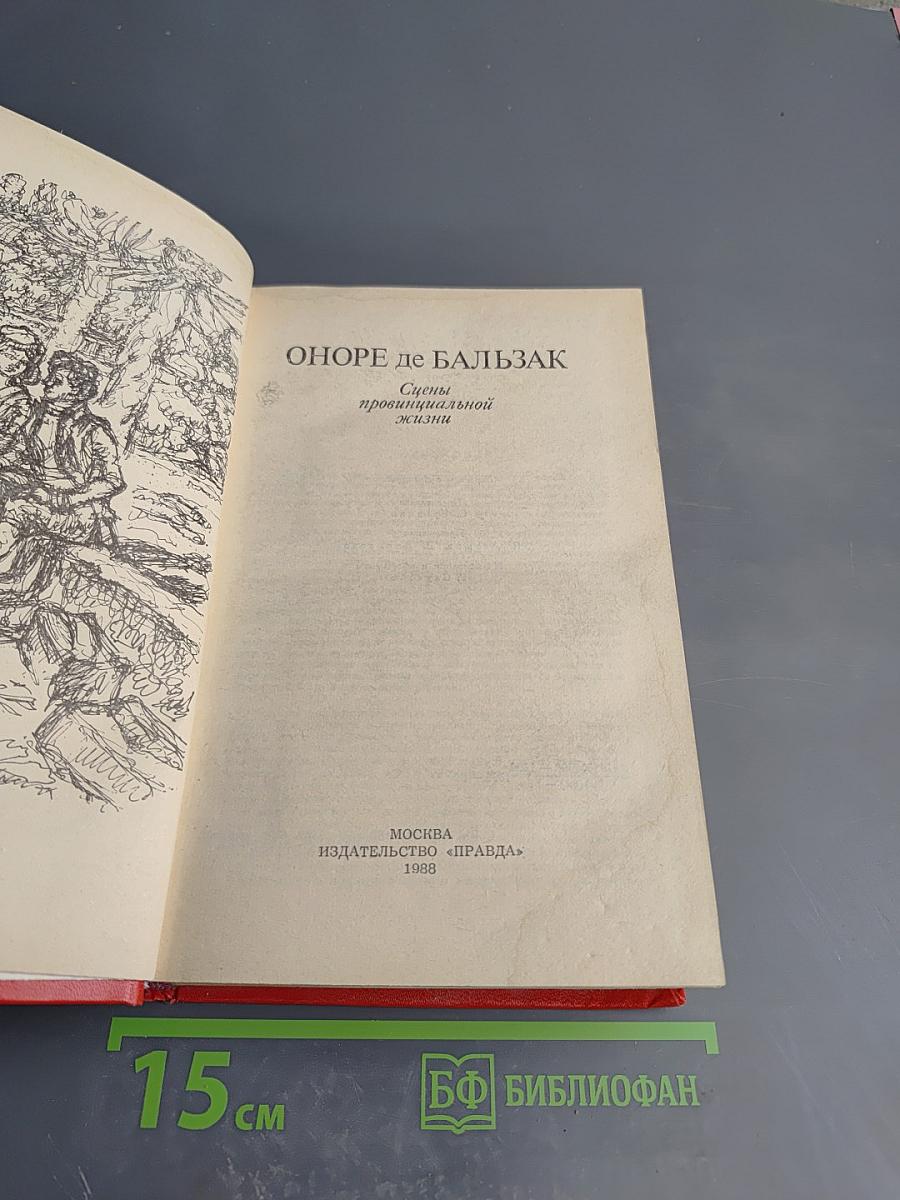 ОНОРЕ де БАЛЬЗАК
Сцены
провинциальной
жизни
МОСКВА
ИЗДАТЕЛЬСТВО «ПРАВДА»
1988
15 см
БФ БИБЛИОФАН